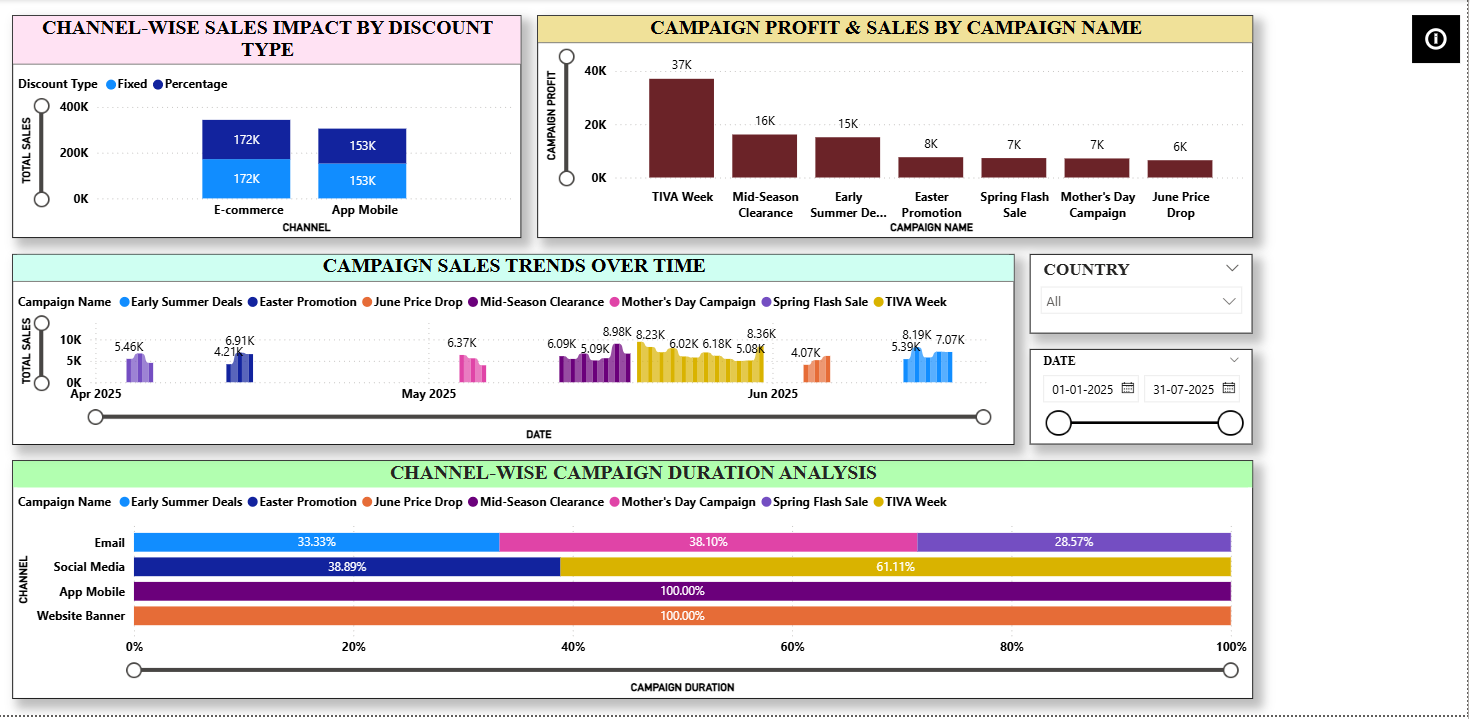 CHANNEL-WISE SALES IMPACT BY DISCOUNT
TYPE
Discount Type Fixed Percentage
TOTAL SALES
400K
200K
0K
172K
172K
153K
153K
E-commerce App Mobile
CHANNEL
CAMPAIGN PROFIT & SALES BY CAMPAIGN NAME
CAMPAIGN PROFIT
40K
20K
0K
37K
16K
15K
8K
7K
7K
6K
TIVA Week
Mid-Season
Clearance
Early
Summer De...
Easter
Promotion
Spring Flash
Sale
Mother's Day
Campaign
June Price
Drop
CAMPAIGN NAME
CAMPAIGN SALES TRENDS OVER TIME
Campaign Name Early Summer Deals Easter Promotion June Price Drop Mid-Season Clearance Mother's Day Campaign Spring Flash Sale TIVA Week
TOTAL SALES
10K
5K
0K
5.46K
4.21K
6.91K
6.37K
6.09K
5.09K
8.98K
8.23K
6.02K
6.18K
5.08K
8.36K
4.07K
5.39K
8.19K
7.07K
Apr 2025 May 2025 Jun 2025
DATE
COUNTRY
All
DATE
01-01-2025 31-07-2025
CHANNEL-WISE CAMPAIGN DURATION ANALYSIS
Campaign Name Early Summer Deals Easter Promotion June Price Drop Mid-Season Clearance Mother's Day Campaign Spring Flash Sale TIVA Week
CHANNEL
Email 33.33% 38.10% 28.57%
Social Media 38.89% 61.11%
App Mobile 100.00%
Website Banner 100.00%
0% 20% 40% 60% 80% 100%
CAMPAIGN DURATION